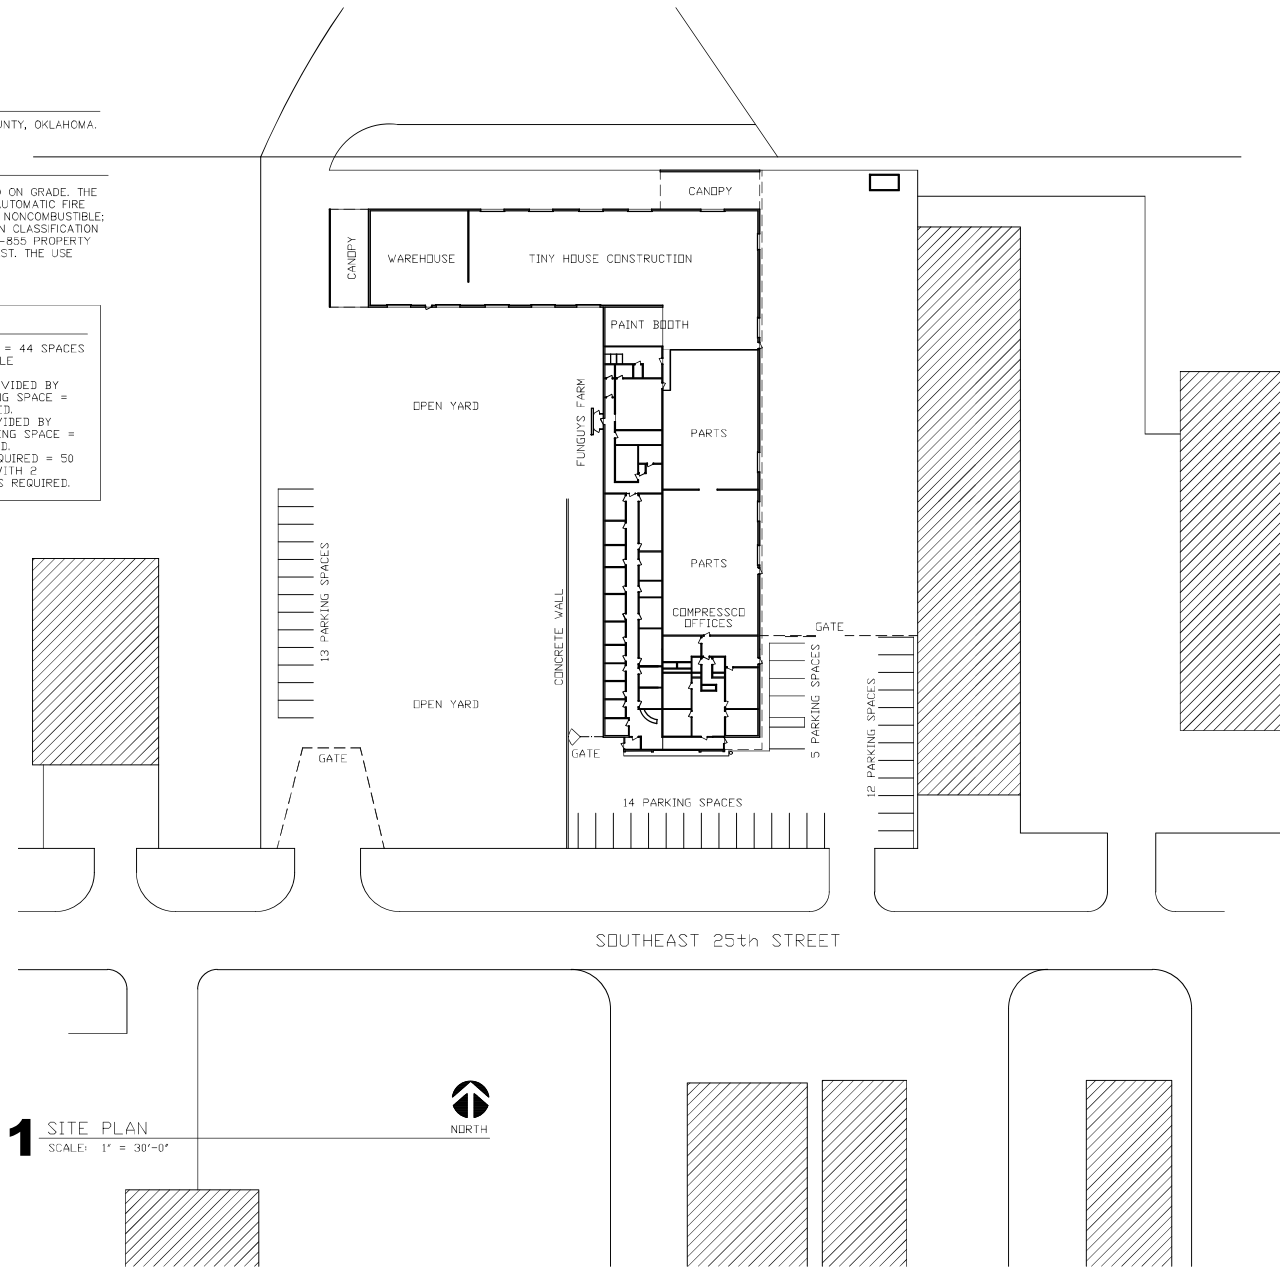 UNTY, OKLAHOMA.
ON GRADE. THE
AUTOMATIC FIRE
NONCOMBUSTIBLE;
N CLASSIFICATION
-855 PROPERTY
ST. THE USE
= 44 SPACES
LE
VIDED BY
NG SPACE =
ED.
VIDED BY
ING SPACE =
D.
QUIRED = 50
WITH 2
S REQUIRED.
CANOPY
CANOPY
WAREHOUSE
TINY HOUSE CONSTRUCTION
PAINT BOOTH
OPEN YARD
FUNGUYS FARM
PARTS
13 PARKING SPACES
CONCRETE WALL
PARTS
COMPRESSCO
OFFICES
GATE
5 PARKING SPACES
12 PARKING SPACES
OPEN YARD
GATE
GATE
14 PARKING SPACES
SOUTHEAST 25th STREET
NORTH
1 SITE PLAN
SCALE: 1" = 30'-0"